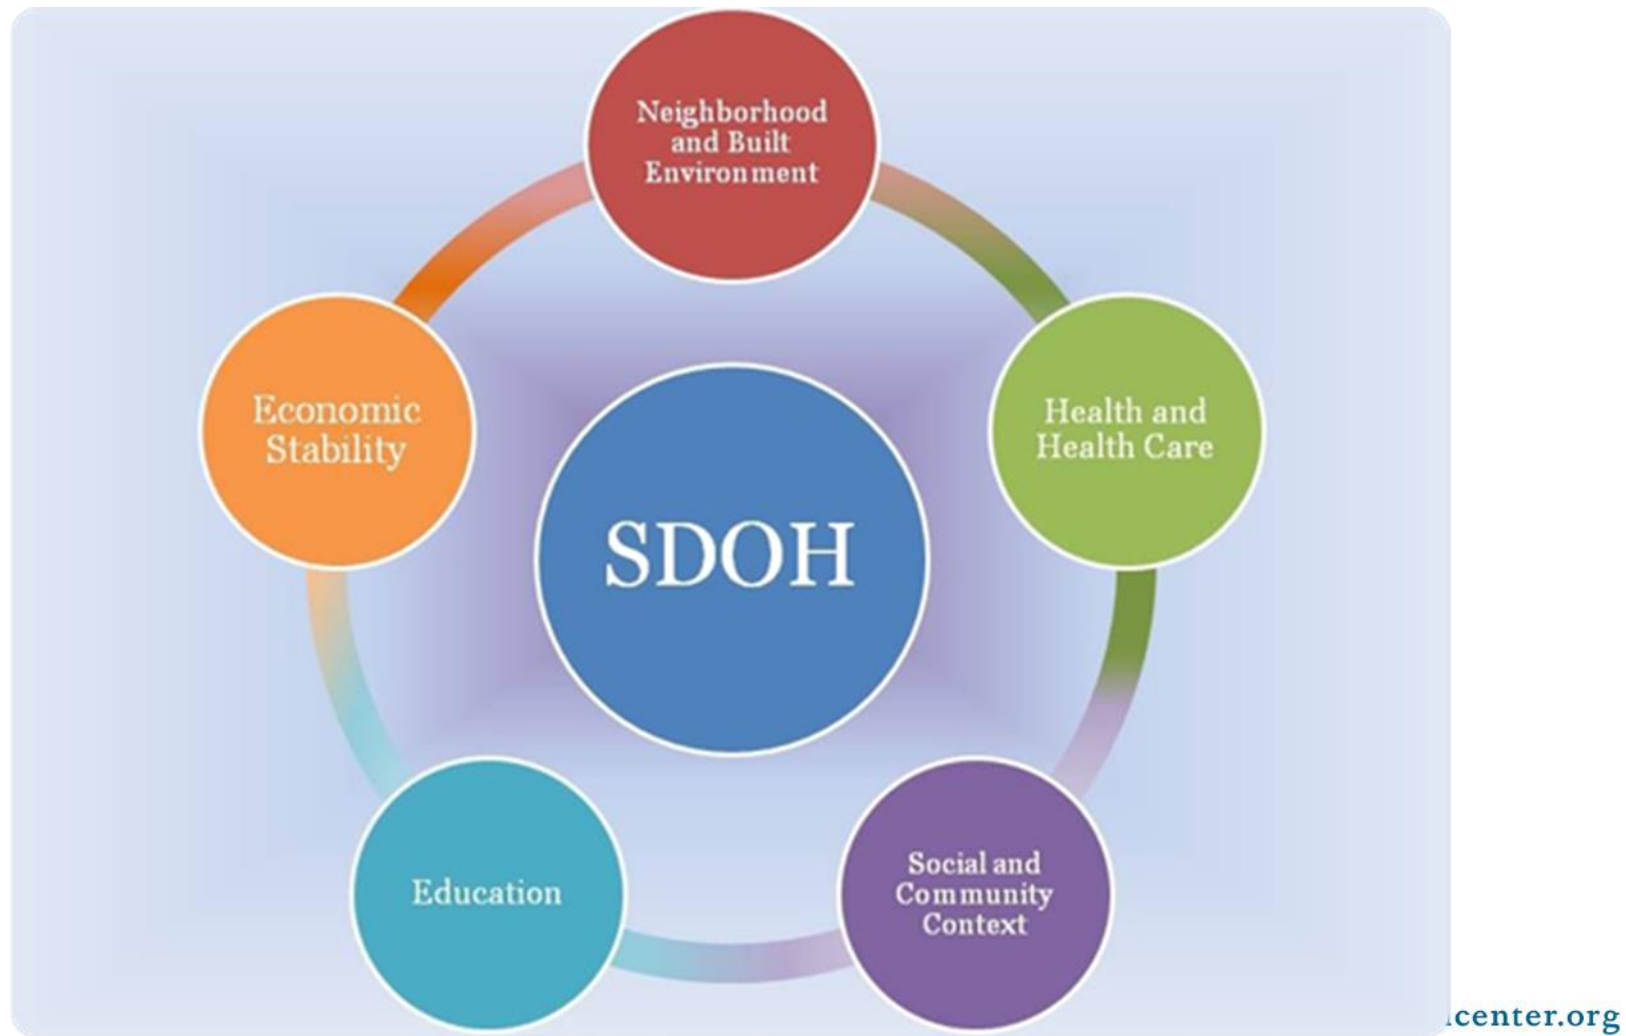 Neighborhood
and Built
Environment
Economic
Stability
Health and
Health Care
SDOH
Education
Social and
Community
Context
center.org